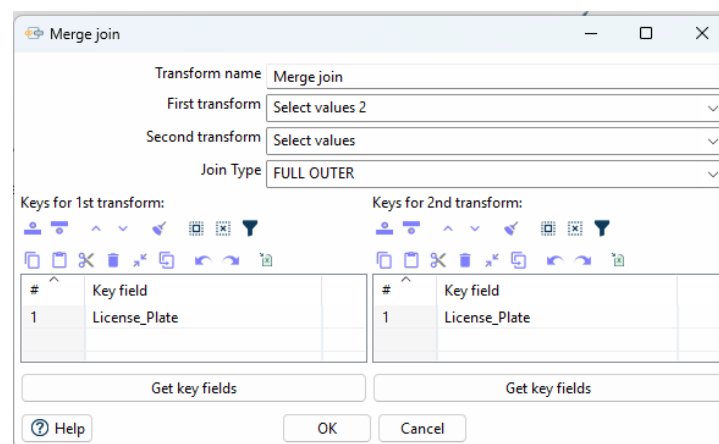 Merge join
Transform name Merge join
First transform Select values 2
Second transform Select values
Join Type FULL OUTER
Keys for 1st transform: Keys for 2nd transform:
# Key field # Key field
1 License_Plate 1 License_Plate
Get key fields Get key fields
Help OK Cancel